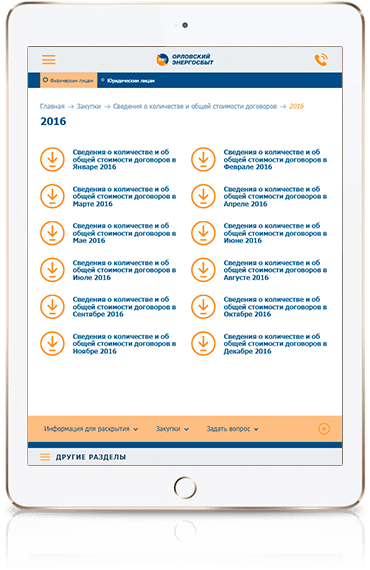 ОРЛОВСКИЙ
ЭНЕРГОСБЫТ
Физическим лицам
Юридическим лицам
Главная → Закупки → Сведения о количестве и общей стоимости договоров → 2016
2016
Сведения о количестве и об
общей стоимости договоров в
Январе 2016
Сведения о количестве и об
общей стоимости договоров в
Феврале 2016
Сведения о количестве и об
общей стоимости договоров в
Марте 2016
Сведения о количестве и об
общей стоимости договоров в
Апреле 2016
Сведения о количестве и об
общей стоимости договоров в
Мае 2016
Сведения о количестве и об
общей стоимости договоров в
Июне 2016
Сведения о количестве и об
общей стоимости договоров в
Июле 2016
Сведения о количестве и об
общей стоимости договоров в
Августе 2016
Сведения о количестве и об
общей стоимости договоров в
Сентябре 2016
Сведения о количестве и об
общей стоимости договоров в
Октябре 2016
Сведения о количестве и об
общей стоимости договоров в
Ноябре 2016
Сведения о количестве и об
общей стоимости договоров в
Декабре 2016
Информация для раскрытия
Закупки
Задать вопрос
ДРУГИЕ РАЗДЕЛЫ